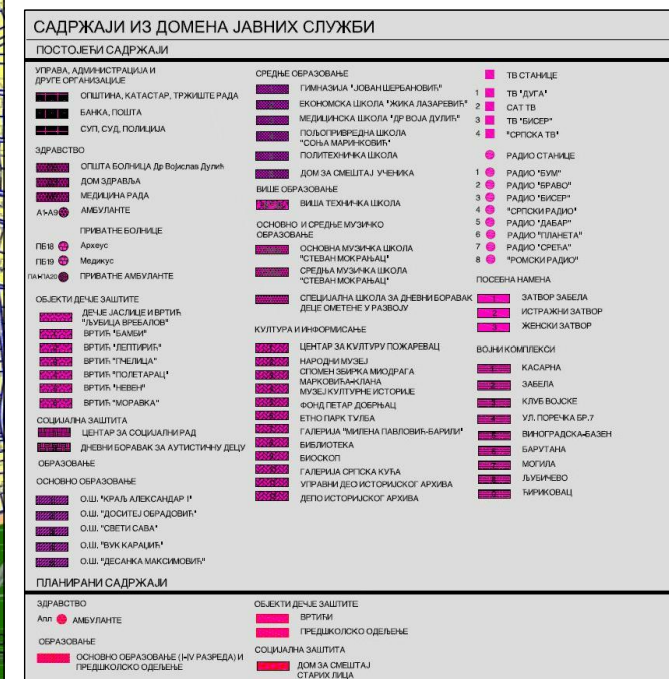 САДРЖАЈИ ИЗ ДОМЕНА ЈАВНИХ СЛУЖБИ
ПОСТОЈЕЋИ САДРЖАЈИ
УПРАВА, АДМИНИСТРАЦИЈА И
ДРУГЕ ОРГАНИЗАЦИЈЕ
ОПШТИНА, КАТАСТАР, ТРЖИШТЕ РАДА
БАНКА, ПОШТА
СУП, СУД, ПОЛИЦИЈА
ЗДРАВСТВО
ОПШТА БОЛНИЦА Др Војислав Дулић
ДОМ ЗДРАВЉА
МЕДИЦИНА РАДА
А1-А9 АМБУЛАНТЕ
ПРИВАТНЕ БОЛНИЦЕ
ПБ18 Археус
ПБ19 Медикус
ПА1-ПА20 ПРИВАТНЕ АМБУЛАНТЕ
ОБЈЕКТИ ДЕЧЈЕ ЗАШТИТЕ
ДЕЧЈЕ ЈАСЛИЦЕ И ВРТИЋ
"ЉУБИЦА ВРЕБАЛОВ"
ВРТИЋ "БАМБИ"
ВРТИЋ "ЛЕПТИРИЋ"
ВРТИЋ "ПЧЕЛИЦА"
ВРТИЋ "ПОЛЕТАРАЦ"
ВРТИЋ "НЕВЕН"
ВРТИЋ "МОРАВКА"
СОЦИЈАЛНА ЗАШТИТА
ЦЕНТАР ЗА СОЦИЈАЛНИ РАД
ДНЕВНИ БОРАВАК ЗА АУТИСТИЧНУ ДЕЦУ
ОБРАЗОВАЊЕ
ОСНОВНО ОБРАЗОВАЊЕ
О.Ш. "КРАЉ АЛЕКСАНДАР I"
О.Ш. "ДОСИТЕЈ ОБРАДОВИЋ"
О.Ш. "СВЕТИ САВА"
О.Ш. "ВУК КАРАЏИЋ"
О.Ш. "ДЕСАНКА МАКСИМОВИЋ"
СРЕДЊЕ ОБРАЗОВАЊЕ
ГИМНАЗИЈА "ЈОВАН ШЕРБАНОВИЋ"
ЕКОНОМСКА ШКОЛА "ЖИКА ЛАЗАРЕВИЋ"
МЕДИЦИНСКА ШКОЛА "ДР ВОЈА ДУЛИЋ"
ПОЉОПРИВРЕДНА ШКОЛА
"СОЊА МАРИНКОВИЋ"
ПОЛИТЕХНИЧКА ШКОЛА
ДОМ ЗА СМЕШТАЈ УЧЕНИКА
ВИШЕ ОБРАЗОВАЊЕ
ВИША ТЕХНИЧКА ШКОЛА
ОСНОВНО И СРЕДЊЕ МУЗИЧКО
ОБРАЗОВАЊЕ
ОСНОВНА МУЗИЧКА ШКОЛА
"СТЕВАН МОКРАЊАЦ"
СРЕДЊА МУЗИЧКА ШКОЛА
"СТЕВАН МОКРАЊАЦ"
СПЕЦИЈАЛНА ШКОЛА ЗА ДНЕВНИ БОРАВАК
ДЕЦЕ ОМЕТЕНЕ У РАЗВОЈУ
КУЛТУРА И ИНФОРМИСАЊЕ
ЦЕНТАР ЗА КУЛТУРУ ПОЖАРЕВАЦ
НАРОДНИ МУЗЕЈ
СПОМЕН ЗБИРКА МИОДРАГА
МАРКОВИЋА-КЛАНА
МУЗЕЈ КУЛТУРНЕ ИСТОРИЈЕ
ФОНД ПЕТАР ДОБРЊАЦ
ЕТНО ПАРК ТУЛБА
ГАЛЕРИЈА "МИЛЕНА ПАВЛОВИЋ-БАРИЛИ"
БИБЛИОТЕКА
БИОСКОП
ГАЛЕРИЈА СРПСКА КУЋА
УПРАВНИ ДЕО ИСТОРИЈСКОГ АРХИВА
ДЕПО ИСТОРИЈСКОГ АРХИВА
ТВ СТАНИЦЕ
1 ТВ "ДУГА"
2 САТ ТВ
3 ТВ "БИСЕР"
4 "СРПСКА ТВ"
РАДИО СТАНИЦЕ
1 РАДИО "БУМ"
2 РАДИО "БРАВО"
3 РАДИО "БИСЕР"
4 "СРПСКИ РАДИО"
5 РАДИО "ДАБАР"
6 РАДИО "ПЛАНЕТА"
7 РАДИО "СРЕЋА"
8 "РОМСКИ РАДИО"
ПОСЕБНА НАМЕНА
1 ЗАТВОР ЗАБЕЛА
2 ИСТРАЖНИ ЗАТВОР
3 ЖЕНСКИ ЗАТВОР
ВОЈНИ КОМПЛЕКСИ
КАСАРНА
ЗАБЕЛА
КЛУБ ВОЈСКЕ
УЛ. ПОРЕЧКА БР.7
ВИНОГРАДСКА-БАЗЕН
БАРУТАНА
МОГИЛА
ЉУБИЧЕВО
ЋИРИКОВАЦ
ПЛАНИРАНИ САДРЖАЈИ
ЗДРАВСТВО
Апл АМБУЛАНТЕ
ОБРАЗОВАЊЕ
ОСНОВНО ОБРАЗОВАЊЕ (I-IV РАЗРЕДА) И
ПРЕДШКОЛСКО ОДЕЉЕЊЕ
ОБЈЕКТИ ДЕЧЈЕ ЗАШТИТЕ
ВРТИЋИ
ПРЕДШКОЛСКО ОДЕЉЕЊЕ
СОЦИЈАЛНА ЗАШТИТА
ДОМ ЗА СМЕШТАЈ
СТАРИХ ЛИЦА